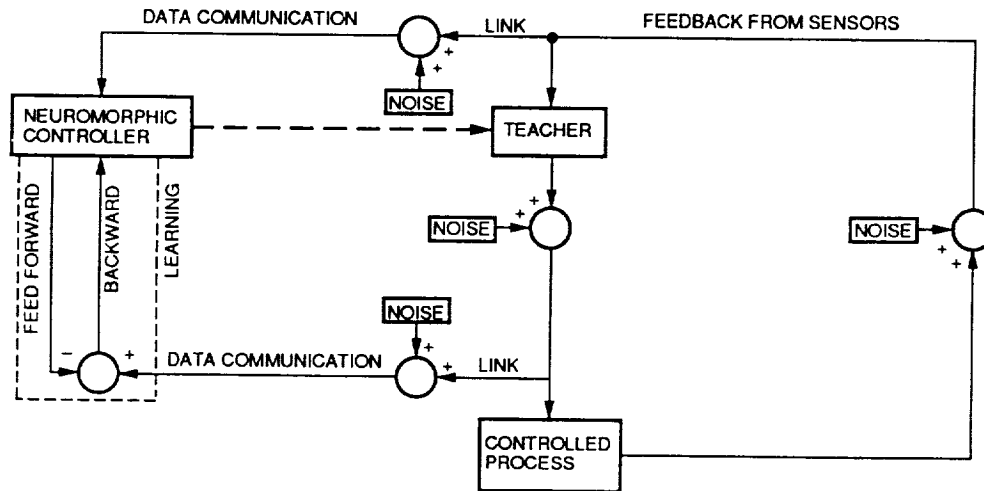 DATA COMMUNICATION
LINK
FEEDBACK FROM SENSORS
+
+
NOISE
NEUROMORPHIC
CONTROLLER
TEACHER
FEED FORWARD
BACKWARD
LEARNING
+
+
NOISE
NOISE
+
+
NOISE
+
+
LINK
DATA COMMUNICATION
−
+
CONTROLLED
PROCESS